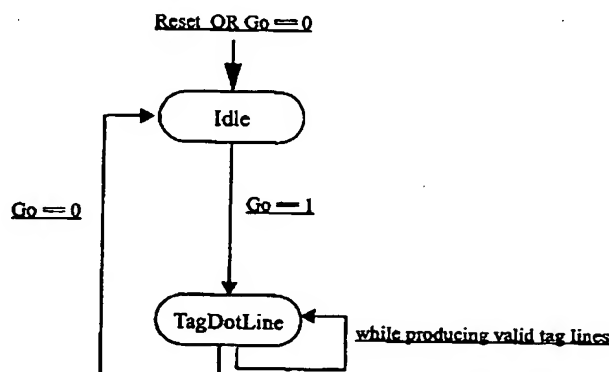 Reset OR Go == 0
Idle
Go == 0
Go == 1
TagDotLine
while producing valid tag lines